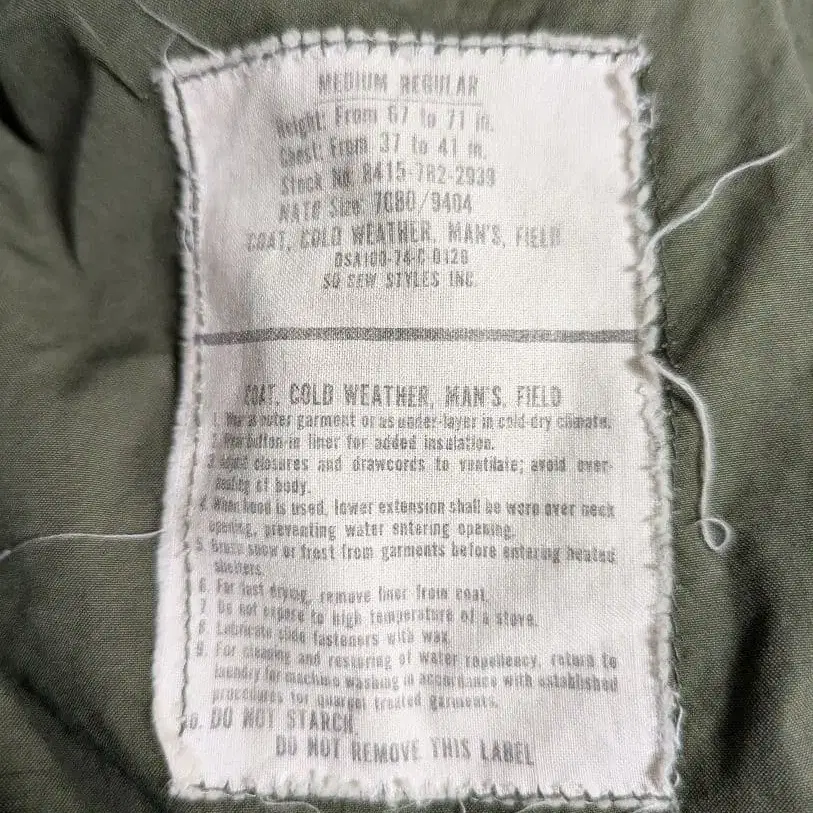 MEDIUM REGULAR
Height: From 67 to 71 in.
Chest: From 37 to 41 in.
Stock No. 8415-782-2939
NATO Size: 7080/9404
COAT, COLD WEATHER, MAN'S, FIELD
DSA100-74-C-0128
SO SEW STYLES INC.
COAT, COLD WEATHER, MAN'S, FIELD
1. Wear as outer garment or as under-layer in cold-dry climate.
2. Wear button-in liner for added insulation.
3. Adjust closures and drawcords to ventilate; avoid over-
heating of body.
4. When hood is used, lower extension shall be worn over neck
opening, preventing water entering opening.
5. Brush snow or frost from garments before entering heated
shelters.
6. For fast drying, remove liner from coat.
7. Do not expose to high temperature of a stove.
8. Lubricate slide fasteners with wax.
9. For cleaning and restoring of water repellency, return to
laundry for machine washing in accordance with established
procedures for quarpel treated garments.
10. DO NOT STARCH
DO NOT REMOVE THIS LABEL